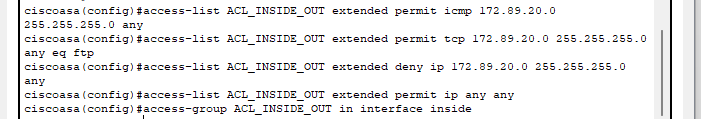 ciscoasa(config)#access-list ACL_INSIDE_OUT extended permit icmp 172.89.20.0
255.255.255.0 any
ciscoasa(config)#access-list ACL_INSIDE_OUT extended permit tcp 172.89.20.0 255.255.255.0
any eq ftp
ciscoasa(config)#access-list ACL_INSIDE_OUT extended deny ip 172.89.20.0 255.255.255.0
any
ciscoasa(config)#access-list ACL_INSIDE_OUT extended permit ip any any
ciscoasa(config)#access-group ACL_INSIDE_OUT in interface inside